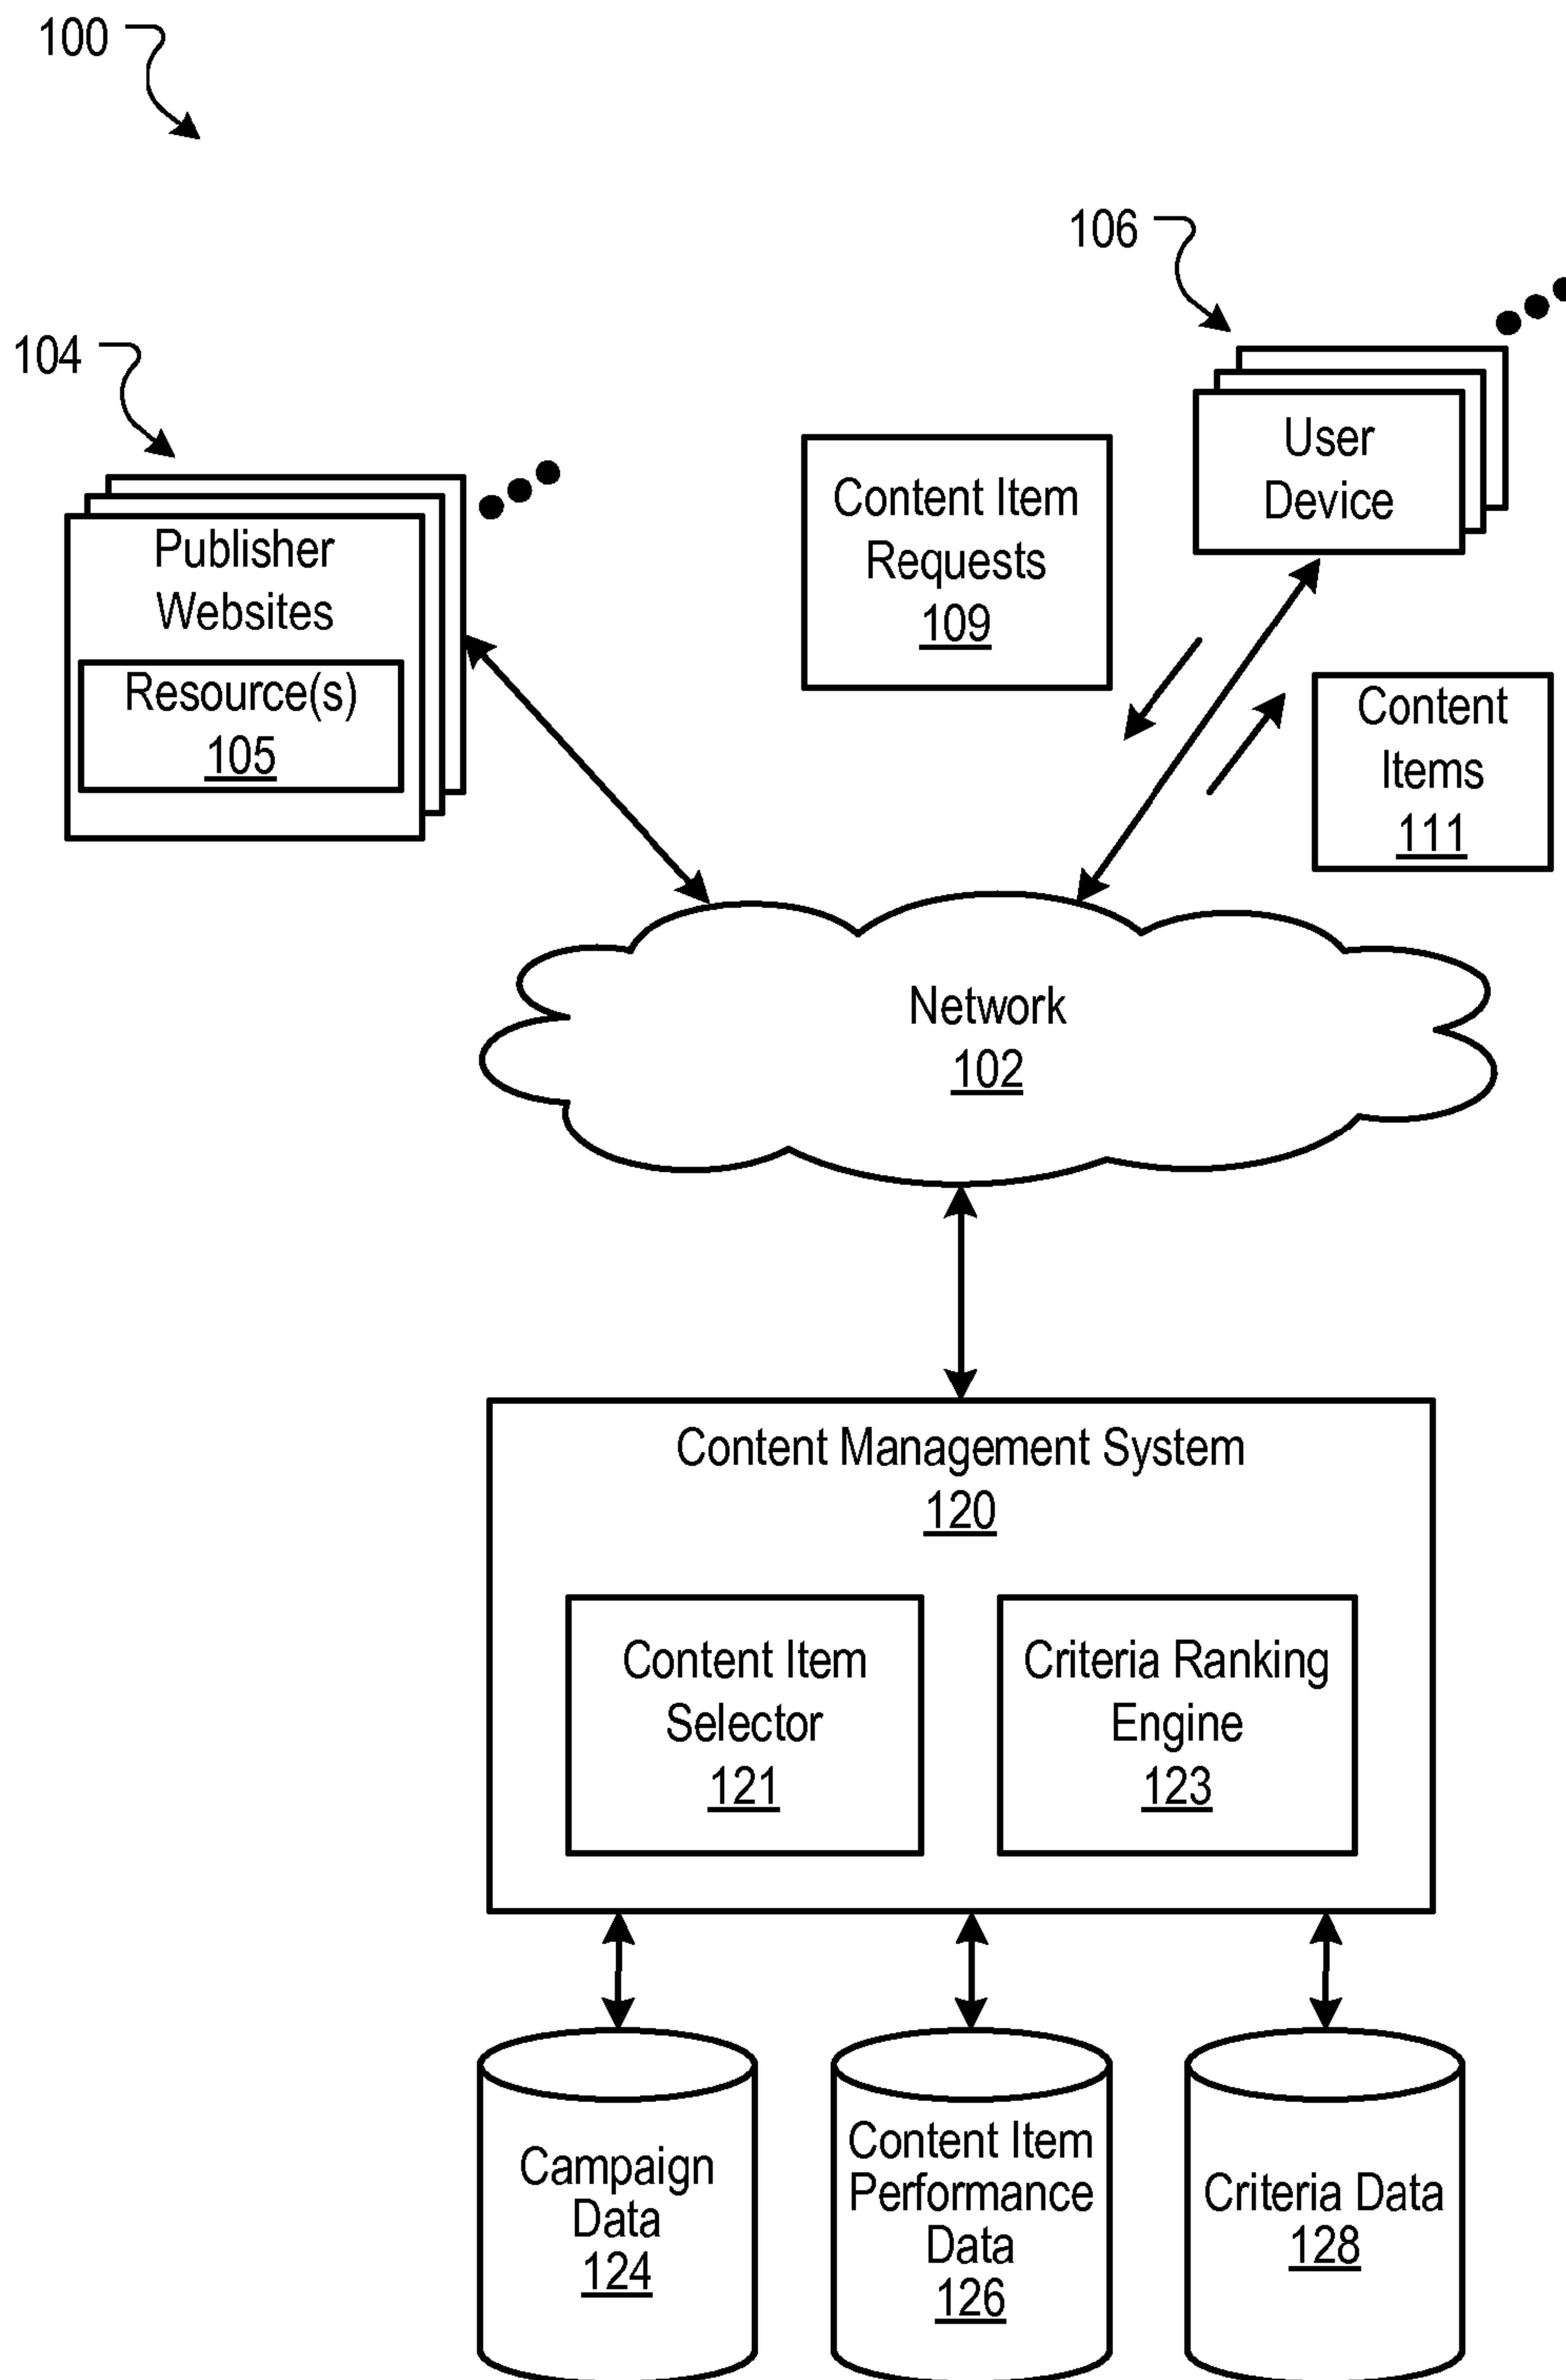 100
106
104
User
Device
Content Item
Requests
109
Publisher
Websites
Resource(s)
105
Content
Items
111
Network
102
Content Management System
120
Content Item
Selector
121
Criteria Ranking
Engine
123
Campaign
Data
124
Content Item
Performance
Data
126
Criteria Data
128